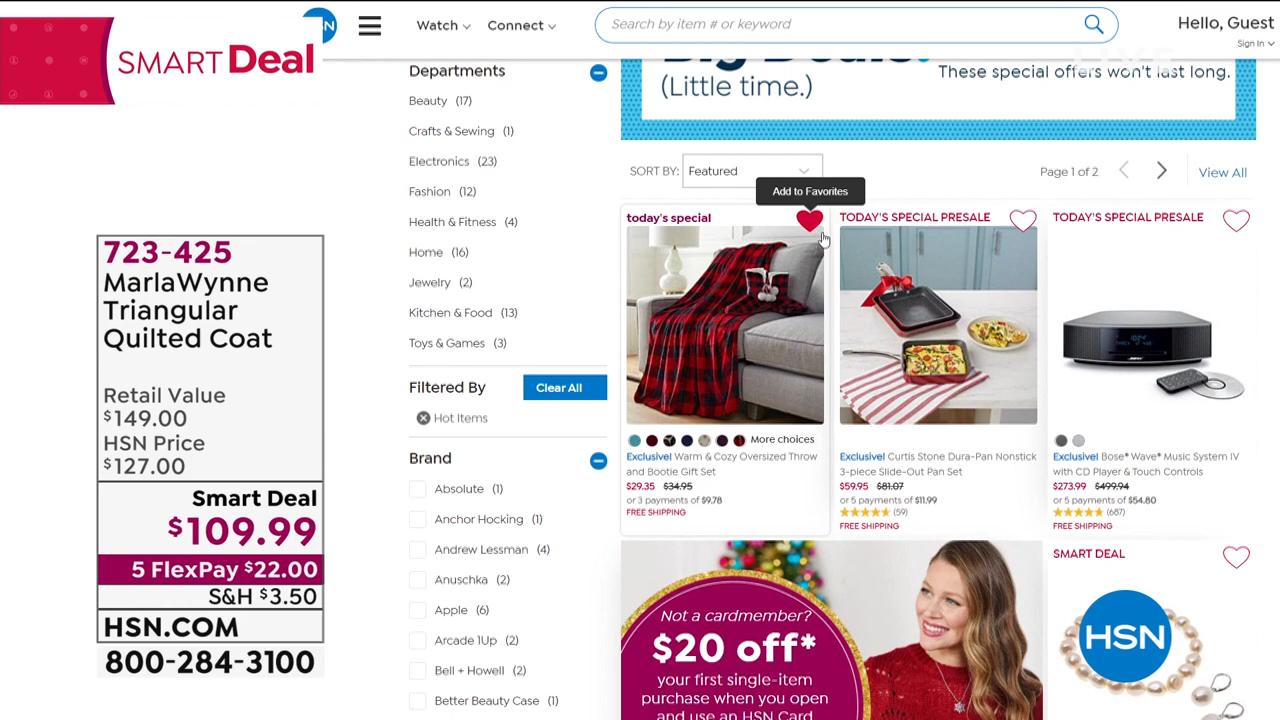 SMART Deal
Watch
Connect
Search by item # or keyword
Hello, Guest
Sign In
LIVE
723-425
MarlaWynne
Triangular
Quilted Coat
Retail Value
$149.00
HSN Price
$127.00
Smart Deal
$109.99
5 FlexPay $22.00
S&H $3.50
HSN.COM
800-284-3100
Departments
Beauty (17)
Crafts & Sewing (1)
Electronics (23)
Fashion (12)
Health & Fitness (4)
Home (16)
Jewelry (2)
Kitchen & Food (13)
Toys & Games (3)
Filtered By
Clear All
Hot Items
Brand
Absolute (1)
Anchor Hocking (1)
Andrew Lessman (4)
Anuschka (2)
Apple (6)
Arcade 1Up (2)
Bell + Howell (2)
Better Beauty Case (1)
(Little time.)
These special offers won't last long.
SORT BY: Featured
Page 1 of 2
View All
Add to Favorites
today's special
More choices
Exclusive! Warm & Cozy Oversized Throw
and Bootie Gift Set
$29.35 $34.95
or 3 payments of $9.78
FREE SHIPPING
TODAY'S SPECIAL PRESALE
Exclusive! Curtis Stone Dura-Pan Nonstick
3-piece Slide-Out Pan Set
$59.95 $81.07
or 5 payments of $11.99
(59)
FREE SHIPPING
TODAY'S SPECIAL PRESALE
BOSE
Exclusive! Bose® Wave® Music System IV
with CD Player & Touch Controls
$273.99 $499.94
or 5 payments of $54.80
(687)
FREE SHIPPING
Not a cardmember?
$20 off*
your first single-item
purchase when you open
and use an HSN Card
SMART DEAL
HSN